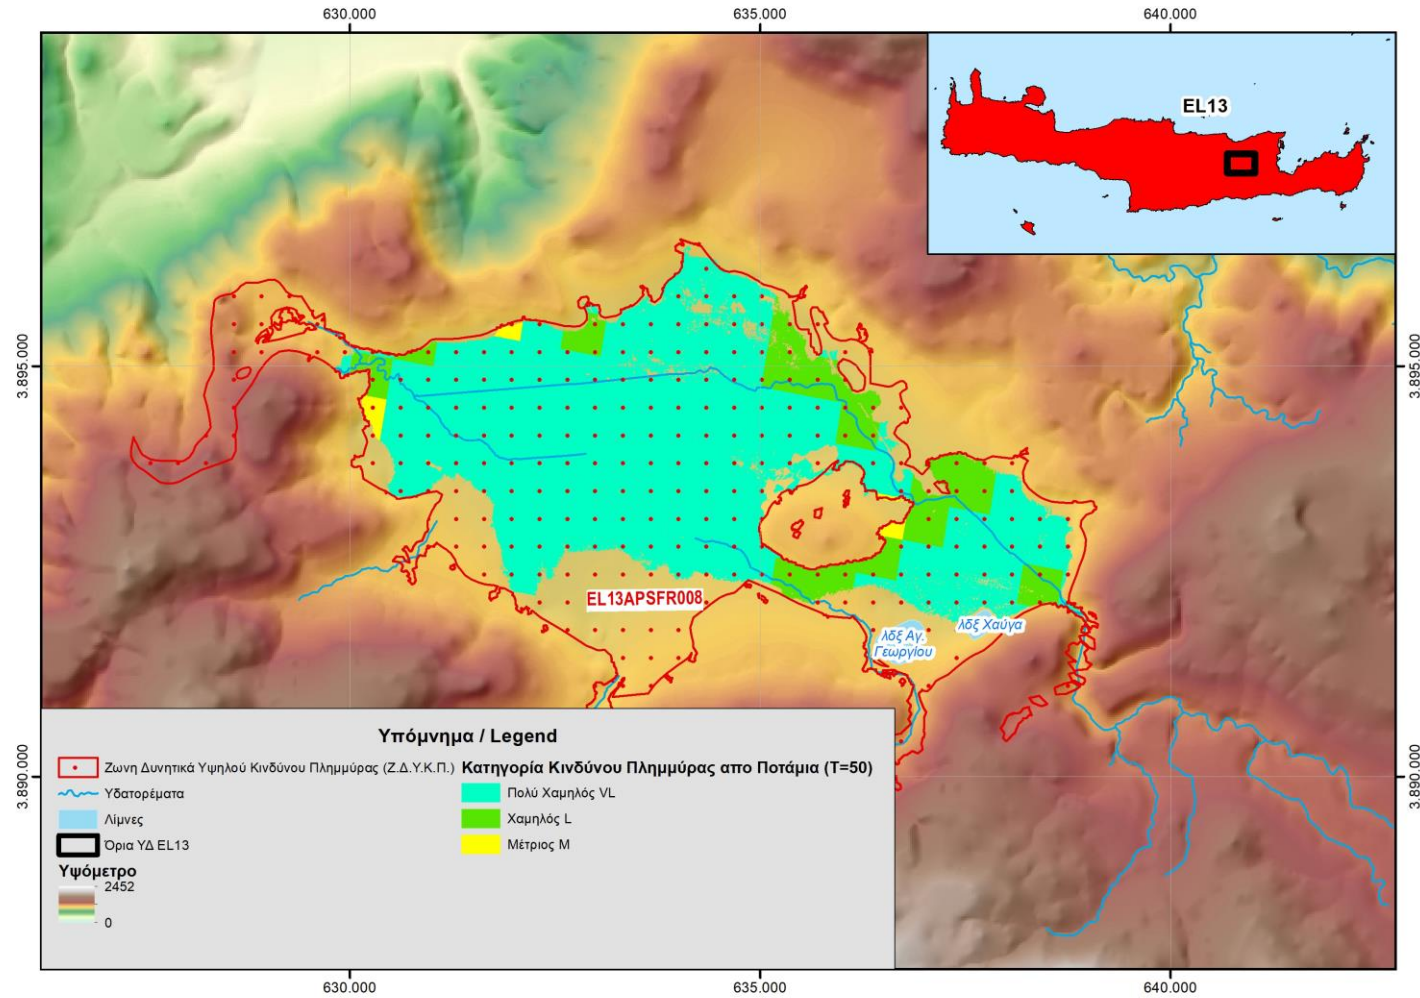 630.000
635.000
640.000
EL13
3.895.000
3.895.000
EL13APSFR008
λδξ Αγ.
Γεωργίου
λδξ Χαύγα
3.890.000
3.890.000
Υπόμνημα / Legend
Ζωνη Δυνητικά Υψηλού Κινδύνου Πλημμύρας (Ζ.Δ.Υ.Κ.Π.)
Υδατορέματα
Λίμνες
Όρια ΥΔ EL13
Υψόμετρο
2452
0
Κατηγορία Κινδύνου Πλημμύρας απο Ποτάμια (T=50)
Πολύ Χαμηλός VL
Χαμηλός L
Μέτριος M
630.000
635.000
640.000